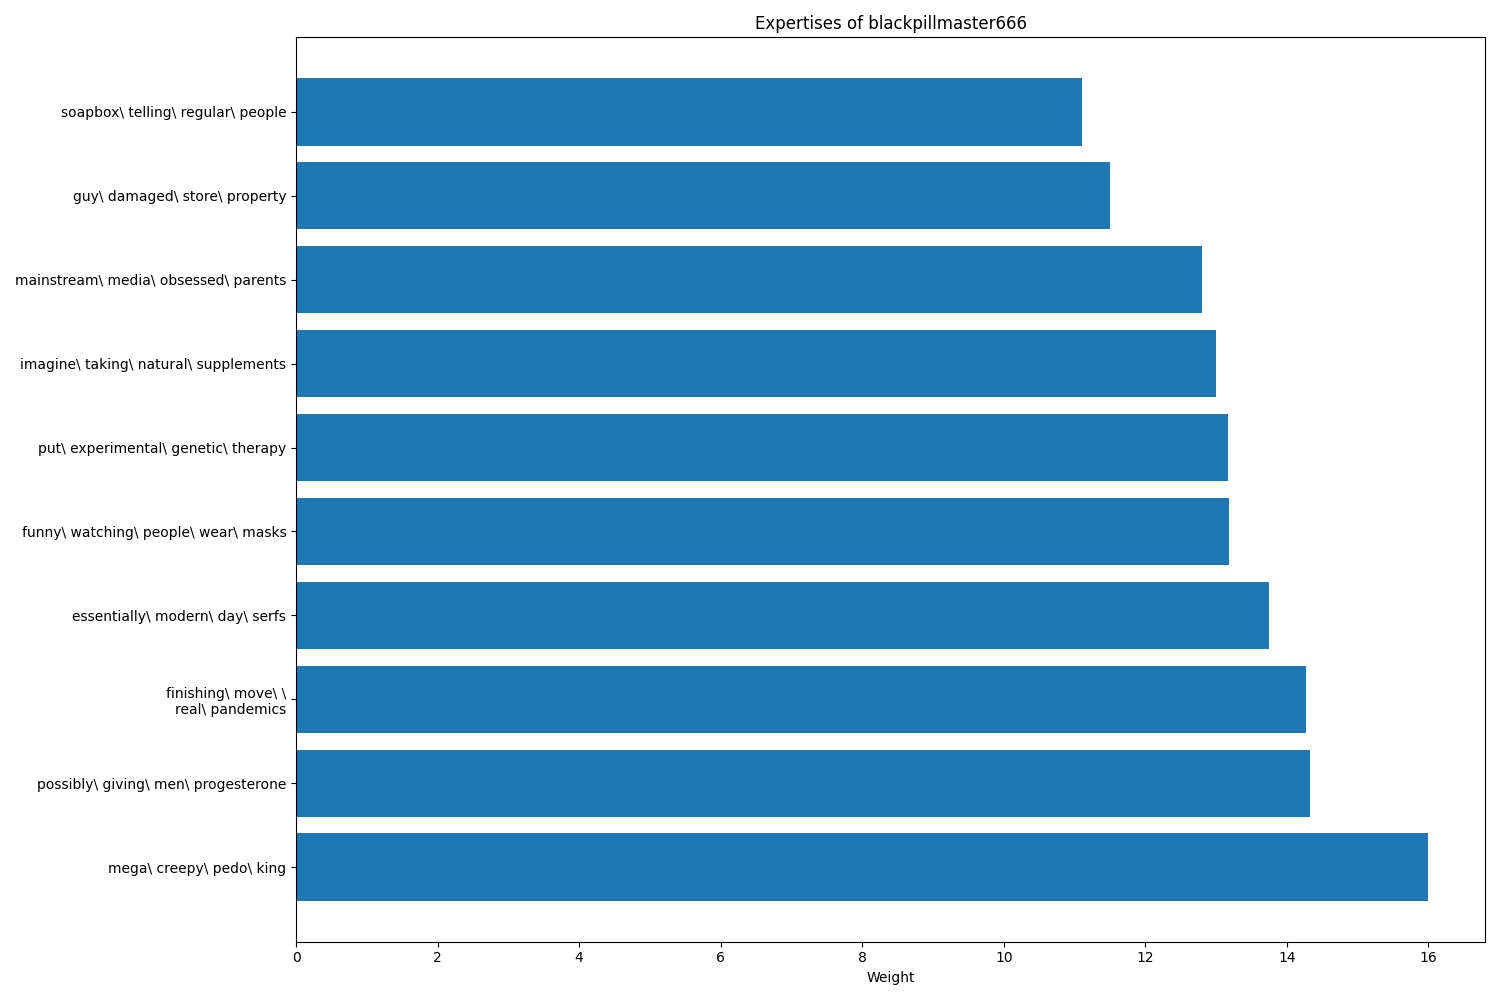 Expertises of blackpillmaster666
soapbox\ telling\ regular\ people
guy\ damaged\ store\ property
mainstream\ media\ obsessed\ parents
imagine\ taking\ natural\ supplements
put\ experimental\ genetic\ therapy
funny\ watching\ people\ wear\ masks
essentially\ modern\ day\ serfs
finishing\ move\ \
real\ pandemics
possibly\ giving\ men\ progesterone
mega\ creepy\ pedo\ king
0 2 4 6 8 10 12 14 16
Weight